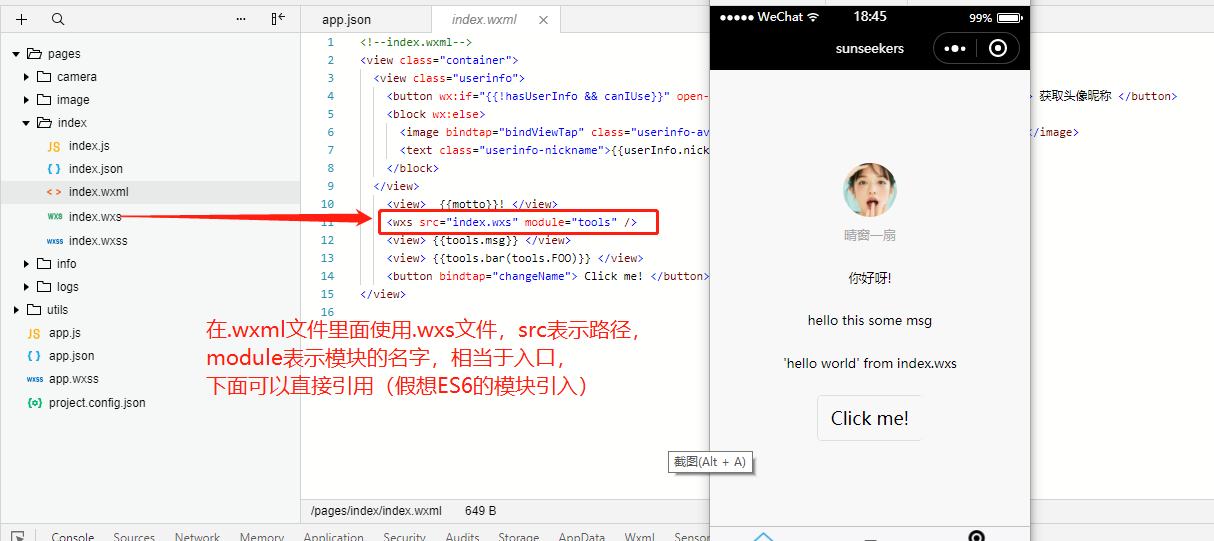 app.json
index.wxml
pages
camera
image
index
index.js
index.json
index.wxml
index.wxs
index.wxss
info
logs
utils
app.js
app.json
app.wxss
project.config.json
1 <!--index.wxml-->
2 <view class="container">
3 <view class="userinfo">
4 <button wx:if="{{!hasUserInfo && canIUse}}" open- > 获取头像昵称 </button>
5 <block wx:else>
6 <image bindtap="bindViewTap" class="userinfo-av </image>
7 <text class="userinfo-nickname">{{userInfo.nick
8 </block>
9 </view>
10 <view> {{motto}}! </view>
11 <wxs src="index.wxs" module="tools" />
12 <view> {{tools.msg}} </view>
13 <view> {{tools.bar(tools.FOO)}} </view>
14 <button bindtap="changeName"> Click me! </button>
15 </view>
16
在.wxml文件里面使用.wxs文件，src表示路径，
module表示模块的名字，相当于入口，
下面可以直接引用（假想ES6的模块引入）
WeChat 18:45 99%
sunseekers
晴窗一扇
你好呀!
hello this some msg
'hello world' from index.wxs
Click me!
截图(Alt + A)
/pages/index/index.wxml 649 B
Console Sources Network Memory Application Security Audits Storage AppData Wxml Sensor